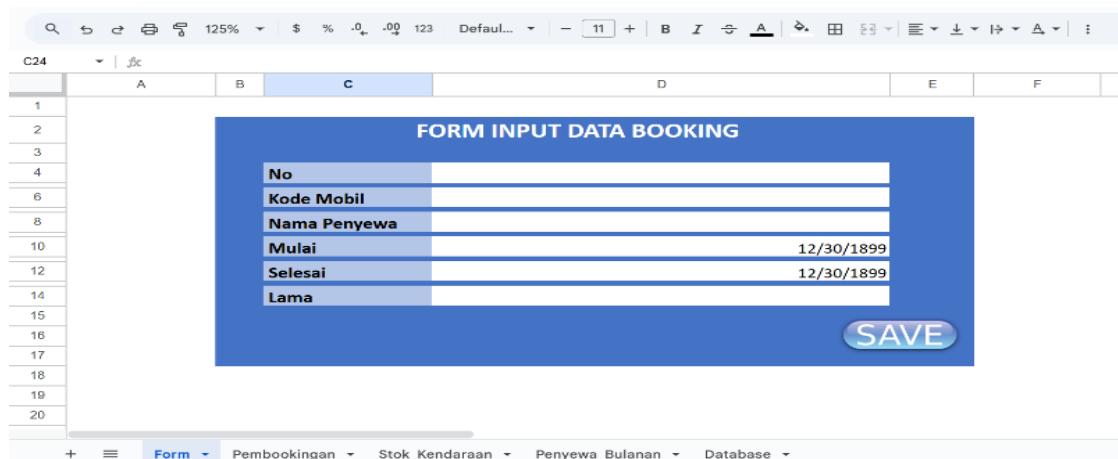 125% $ % .0 .00 123 Defaul... − 11 + B I S A A
C24 fx
A B C D E F
1
2 FORM INPUT DATA BOOKING
3
4 No
6 Kode Mobil
8 Nama Penyewa
10 Mulai 12/30/1899
12 Selesai 12/30/1899
14 Lama
15
16 SAVE
17
18
19
20
+ Form Pembookingan Stok Kendaraan Penyewa Bulanan Database